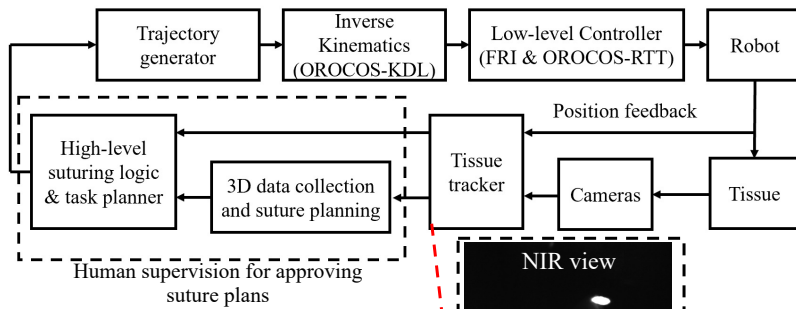 Trajectory
generator
Inverse
Kinematics
(OROCOS-KDL)
Low-level Controller
(FRI & OROCOS-RTT)
Robot
Position feedback
High-level
suturing logic
& task planner
3D data collection
and suture planning
Tissue
tracker
Cameras
Tissue
Human supervision for approving
suture plans
NIR view